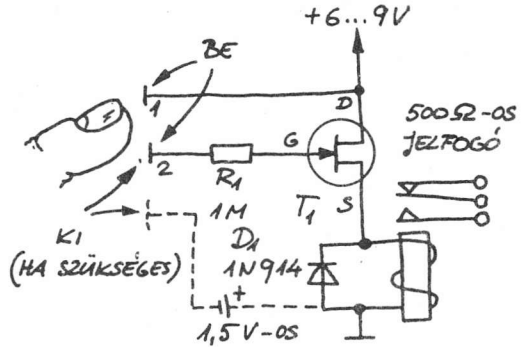 +6...9V
BE
1
D
500Ω-OS
JELFOGÓ
G
2
R1
1M
T1
S
KI
(HA SZÜKSÉGES)
D1
1N914
+
1,5V-OS